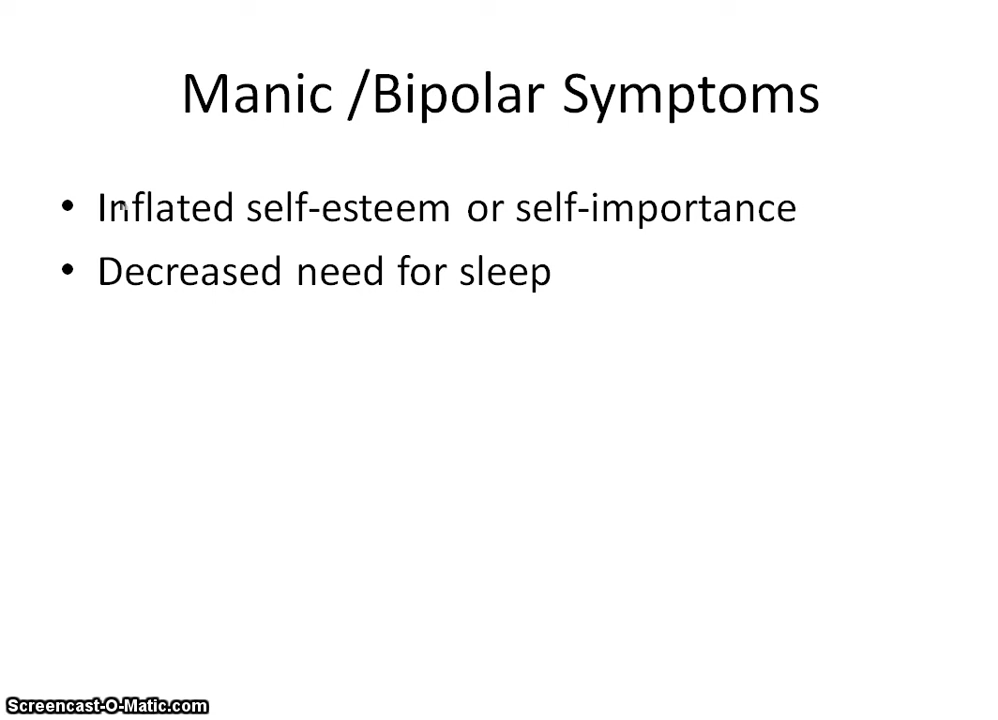 Manic /Bipolar Symptoms
• Inflated self-esteem or self-importance
• Decreased need for sleep
Screencast-O-Matic.com